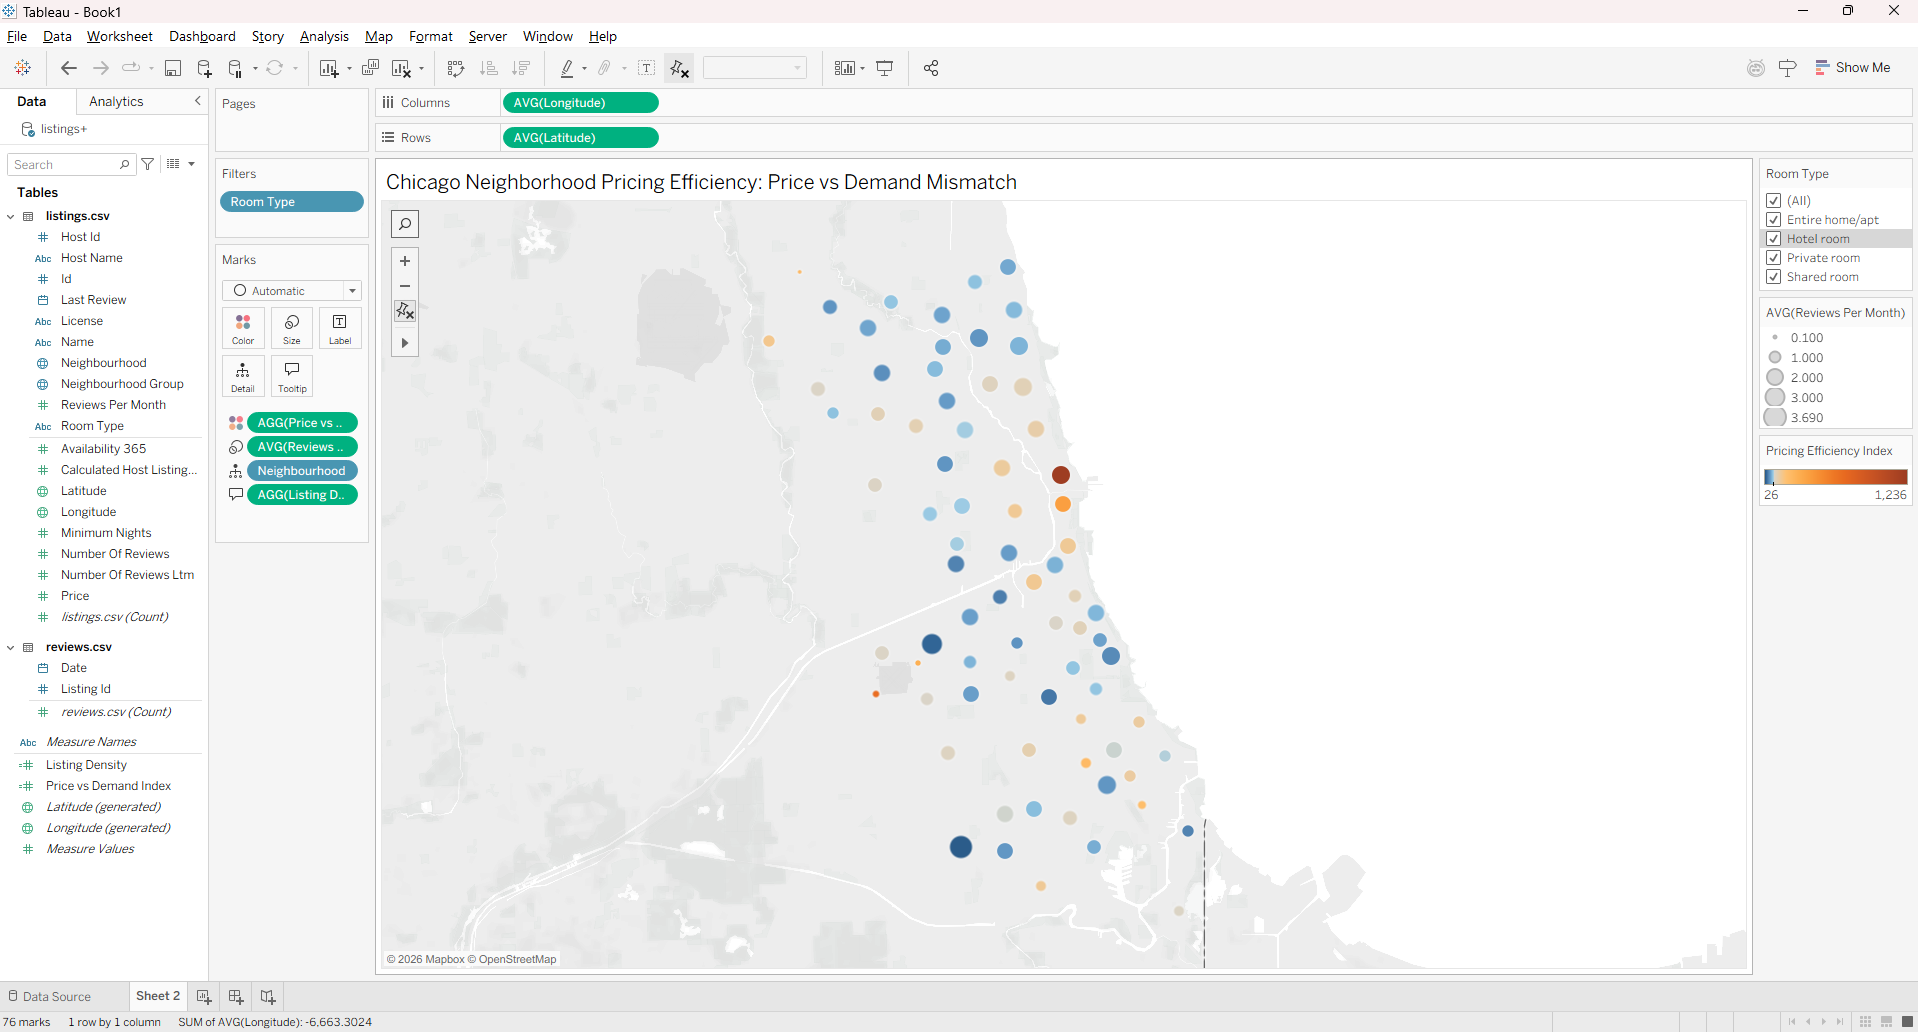 Tableau - Book1
File Data Worksheet Dashboard Story Analysis Map Format Server Window Help
Show Me
Data Analytics
listings+
Search
Tables
listings.csv
Host Id
Abc Host Name
Id
Last Review
Abc License
Abc Name
Neighbourhood
Neighbourhood Group
Reviews Per Month
Abc Room Type
Availability 365
Calculated Host Listing...
Latitude
Longitude
Minimum Nights
Number Of Reviews
Number Of Reviews Ltm
Price
listings.csv (Count)
reviews.csv
Date
Listing Id
reviews.csv (Count)
Abc Measure Names
Listing Density
Price vs Demand Index
Latitude (generated)
Longitude (generated)
Measure Values
Pages
Filters
Room Type
Marks
Automatic
Color Size Label
Detail Tooltip
AGG(Price vs ..
AVG(Reviews ..
Neighbourhood
AGG(Listing D..
Columns AVG(Longitude)
Rows AVG(Latitude)
Chicago Neighborhood Pricing Efficiency: Price vs Demand Mismatch
© 2026 Mapbox © OpenStreetMap
Room Type
(All)
Entire home/apt
Hotel room
Private room
Shared room
AVG(Reviews Per Month)
0.100
1.000
2.000
3.000
3.690
Pricing Efficiency Index
26 1,236
Data Source Sheet 2
76 marks 1 row by 1 column SUM of AVG(Longitude): -6,663.3024